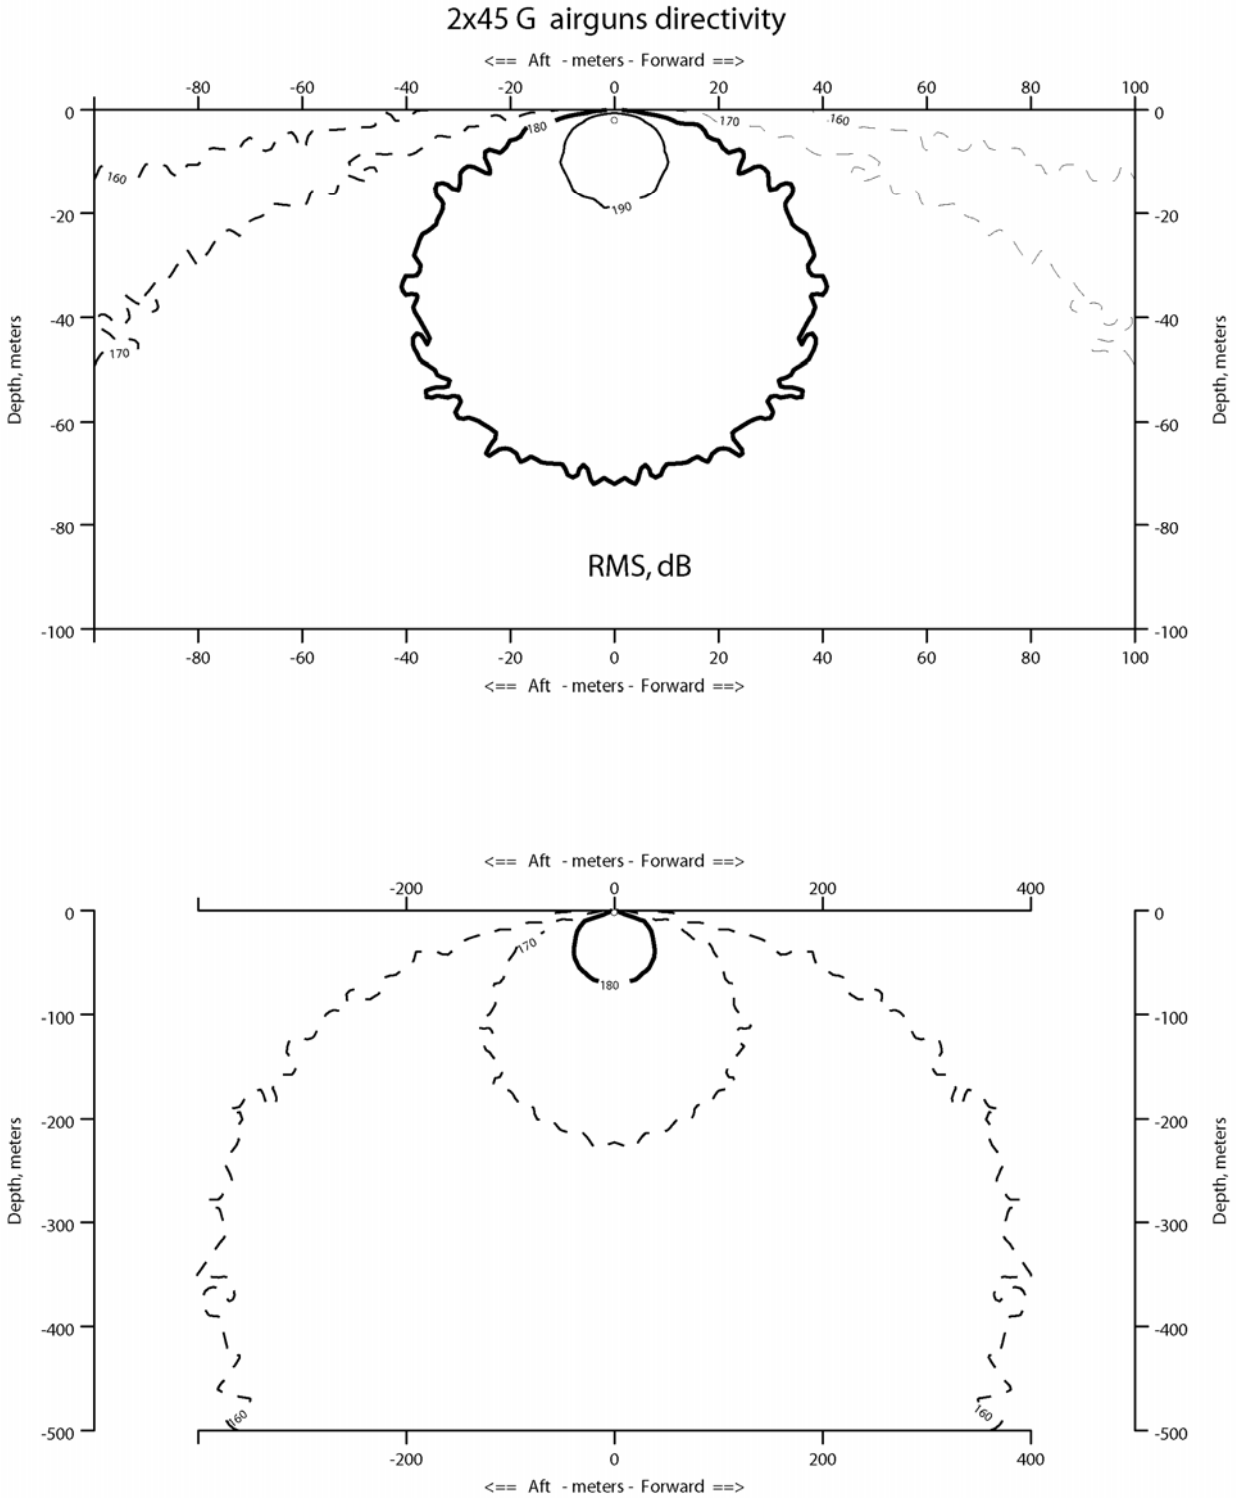 2x45 G airguns directivity
<== Aft - meters - Forward ==>
-80 -60 -40 -20 0 20 40 60 80 100
0 180 170 160 0
160
-20 190 -20
-40 -40
170
Depth, meters
Depth, meters
-60 -60
-80 -80
RMS, dB
-100 -100
-80 -60 -40 -20 0 20 40 60 80 100
<== Aft - meters - Forward ==>
<== Aft - meters - Forward ==>
-200 0 200 400
0 0
170
180
-100 -100
Depth, meters
Depth, meters
-200 -200
-300 -300
-400 -400
160 160
-500 -500
-200 0 200 400
<== Aft - meters - Forward ==>